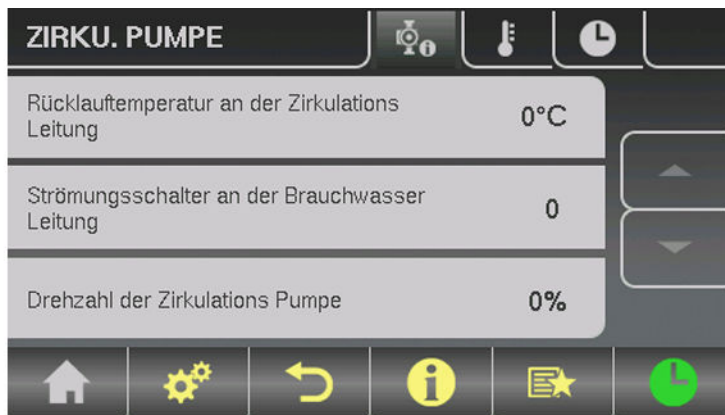 ZIRKU. PUMPE
Rücklauftemperatur an der Zirkulations
Leitung
0°C
Strömungsschalter an der Brauchwasser
Leitung
0
Drehzahl der Zirkulations Pumpe
0%